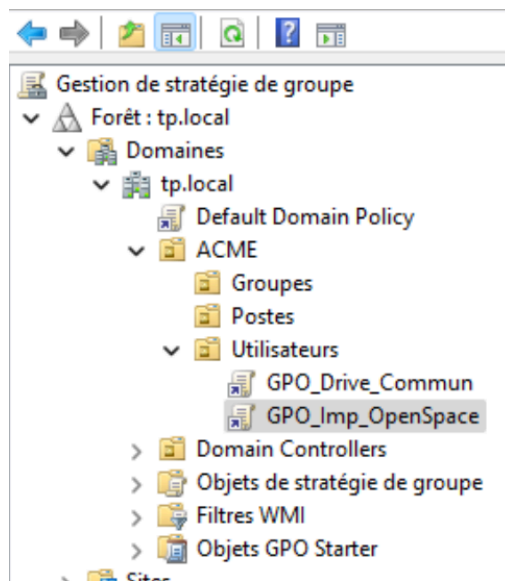 Gestion de stratégie de groupe
Forêt : tp.local
Domaines
tp.local
Default Domain Policy
ACME
Groupes
Postes
Utilisateurs
GPO_Drive_Commun
GPO_Imp_OpenSpace
Domain Controllers
Objets de stratégie de groupe
Filtres WMI
Objets GPO Starter
Sites